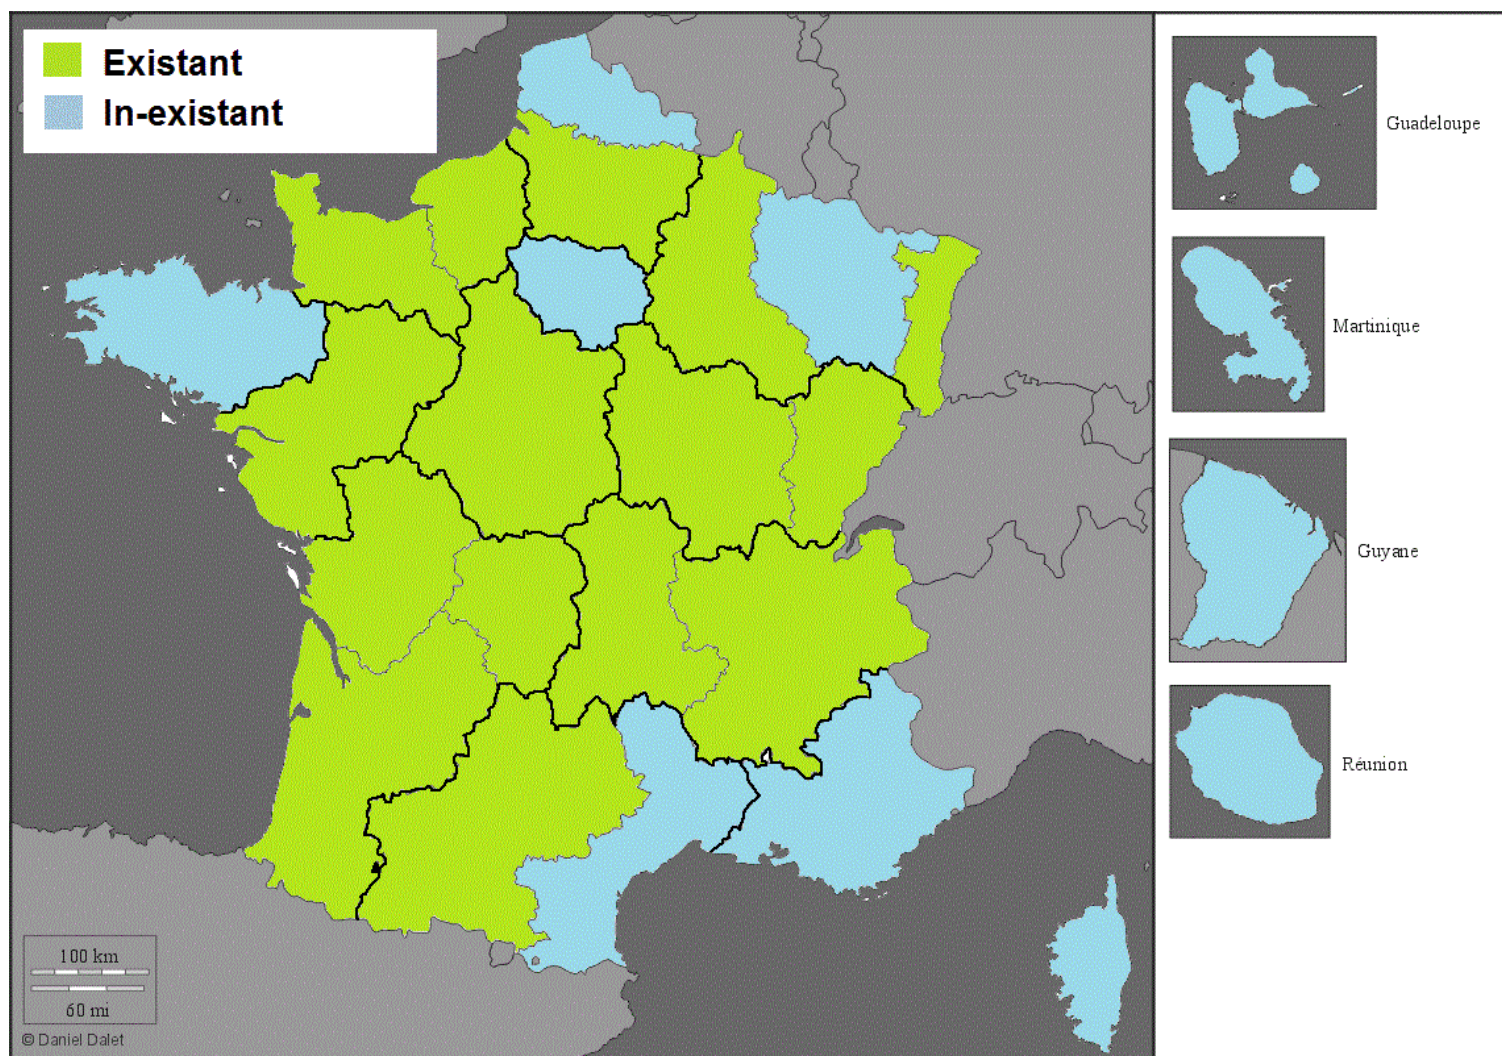 Existant
In-existant
Guadeloupe
Martinique
Guyane
Réunion
100 km
60 mi
© Daniel Dalet